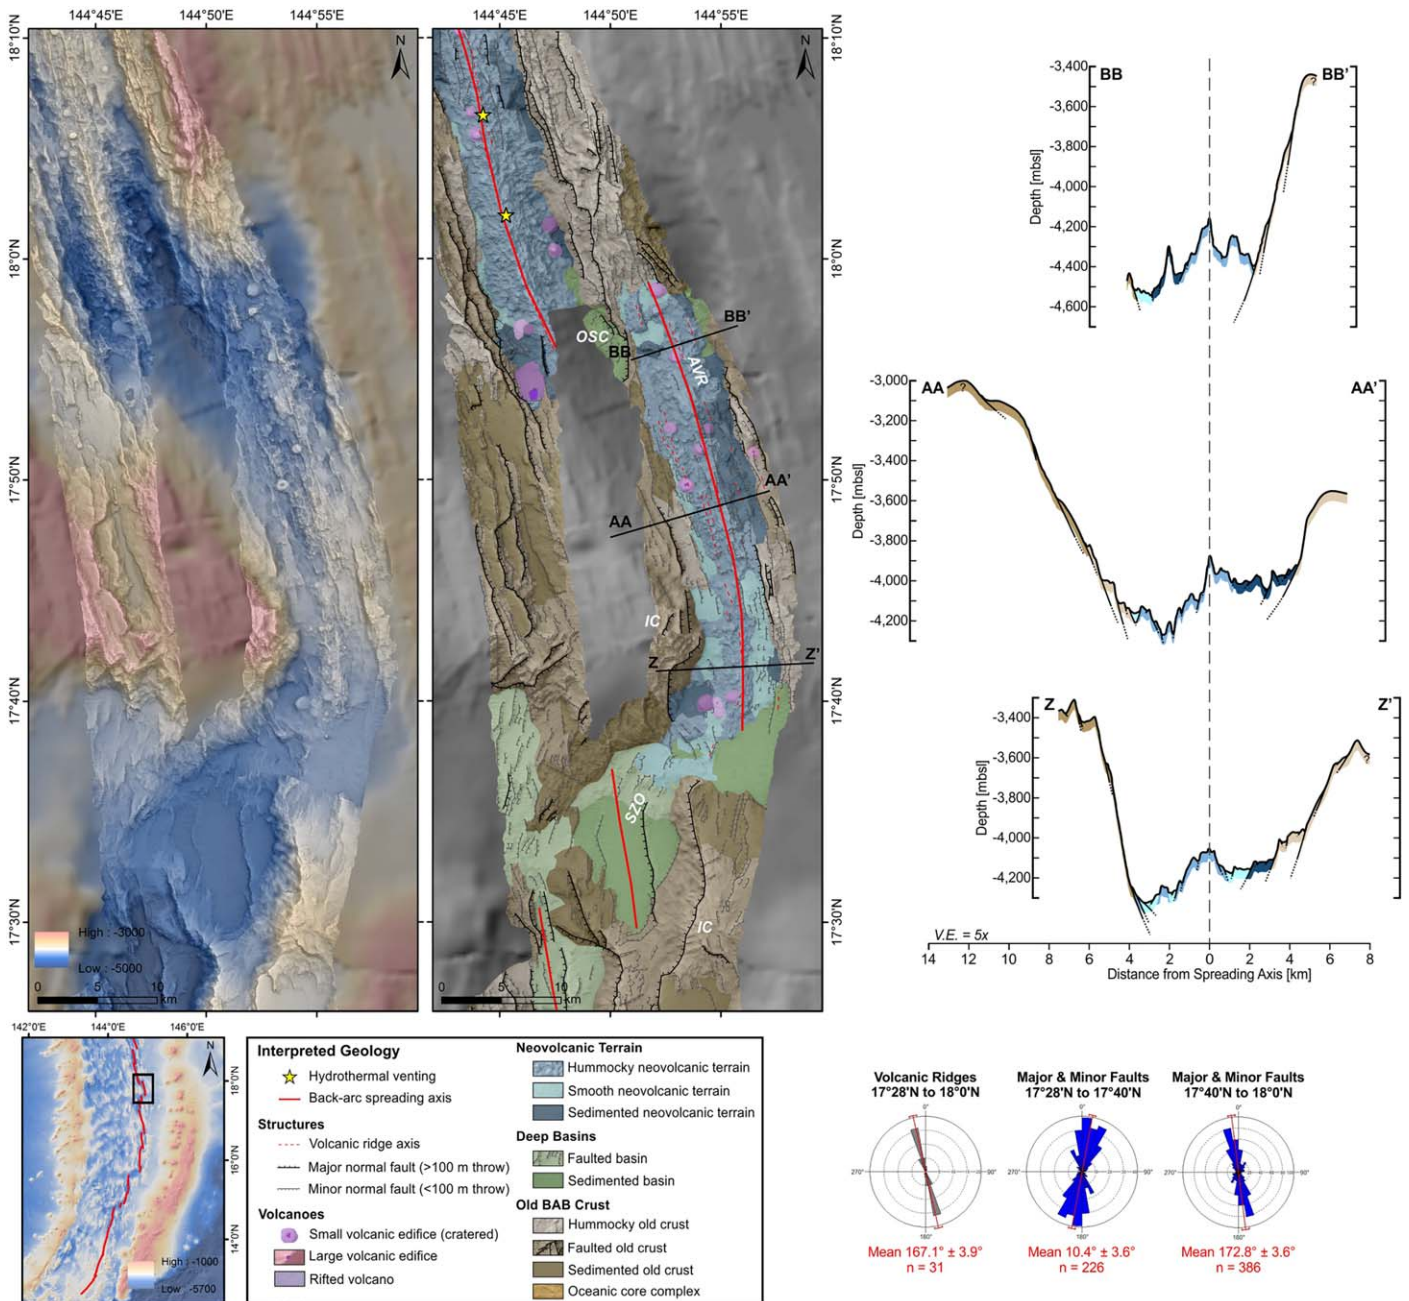 144°45'E 144°50'E 144°55'E
144°45'E 144°50'E 144°55'E
18°10'N
18°0'N
17°50'N
17°40'N
17°30'N
N
High : -3000
Low : -5000
0 5 10
km
N
OSC
BB
BB'
AVR
AA
AA'
IC
Z
Z'
SZO
IC
0 5 10
km
18°10'N
18°0'N
17°50'N
17°40'N
17°30'N
BB
BB'
Depth [mbsl]
-3,400
-3,600
-3,800
-4,000
-4,200
-4,400
-4,600
?
AA
AA'
Depth [mbsl]
-3,000
-3,200
-3,400
-3,600
-3,800
-4,000
-4,200
?
Z
Z'
Depth [mbsl]
-3,400
-3,600
-3,800
-4,000
-4,200
V.E. = 5x
14 12 10 8 6 4 2 0 2 4 6 8
Distance from Spreading Axis [km]
142°0'E 144°0'E 146°0'E
N
18°0'N
16°0'N
14°0'N
High : -1000
Low : -5700
Interpreted Geology
Hydrothermal venting
Back-arc spreading axis
Structures
Volcanic ridge axis
Major normal fault (>100 m throw)
Minor normal fault (<100 m throw)
Volcanoes
Small volcanic edifice (cratered)
Large volcanic edifice
Rifted volcano
Neovolcanic Terrain
Hummocky neovolcanic terrain
Smooth neovolcanic terrain
Sedimented neovolcanic terrain
Deep Basins
Faulted basin
Sedimented basin
Old BAB Crust
Hummocky old crust
Faulted old crust
Sedimented old crust
Oceanic core complex
Volcanic Ridges
17°28'N to 18°0'N
0°
270°
90°
180°
Mean 167.1° ± 3.9°
n = 31
Major & Minor Faults
17°28'N to 17°40'N
0°
270°
90°
180°
Mean 10.4° ± 3.6°
n = 226
Major & Minor Faults
17°40'N to 18°0'N
0°
270°
90°
180°
Mean 172.8° ± 3.6°
n = 386